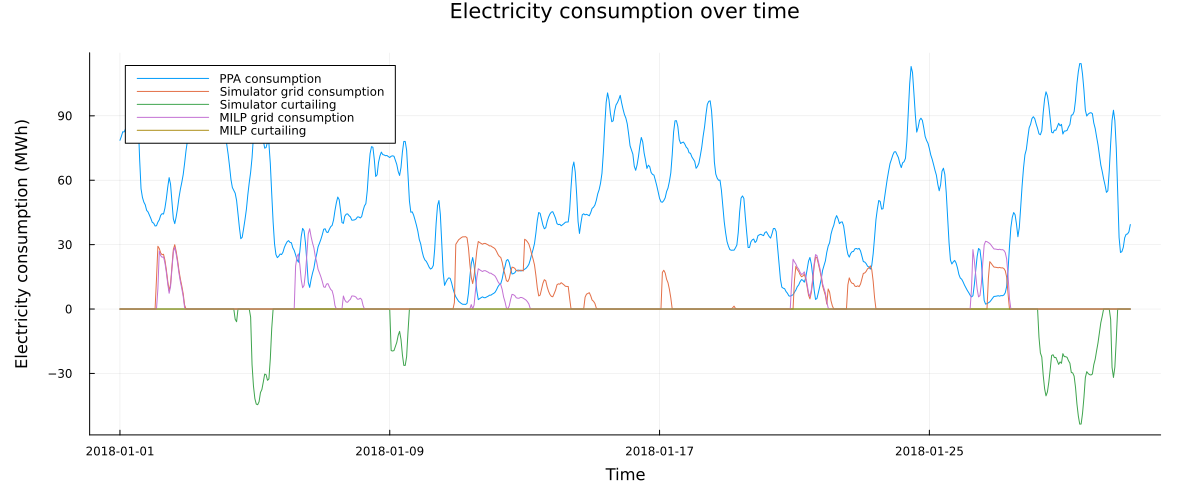 Electricity consumption over time
PPA consumption
Simulator grid consumption
Simulator curtailing
MILP grid consumption
MILP curtailing
Electricity consumption (MWh)
90
60
30
0
−30
2018-01-01
2018-01-09
2018-01-17
2018-01-25
Time